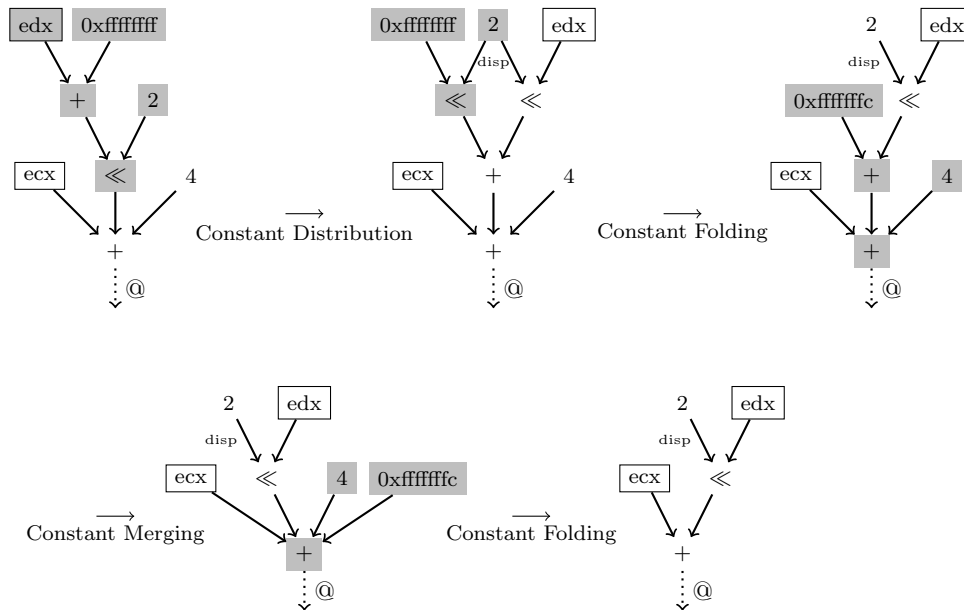 edx 0xffffffff 0xffffffff 2 edx 2 edx
disp disp
+ 2 ≪ ≪ 0xfffffffc ≪
ecx ≪ 4 ecx + 4 ecx + 4
⟶ ⟶
Constant Distribution Constant Folding
+ + +
@ @ @
2 edx 2 edx
disp disp
ecx ≪ 4 0xfffffffc ecx ≪
⟶ ⟶
Constant Merging Constant Folding
+ +
@ @